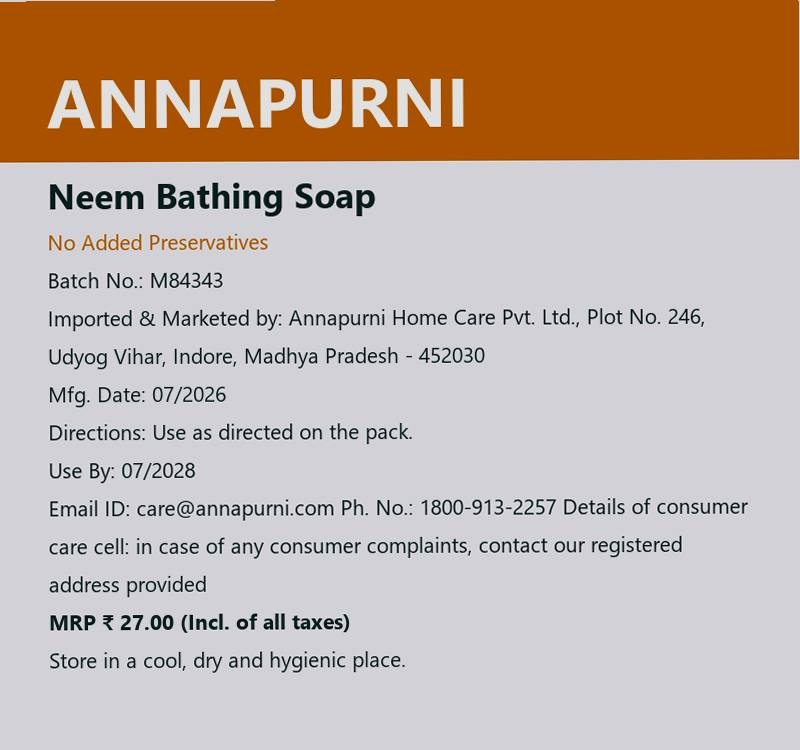 ANNAPURNI
Neem Bathing Soap
No Added Preservatives
Batch No.: M84343
Imported & Marketed by: Annapurni Home Care Pvt. Ltd., Plot No. 246,
Udyog Vihar, Indore, Madhya Pradesh - 452030
Mfg. Date: 07/2026
Directions: Use as directed on the pack.
Use By: 07/2028
Email ID: care@annapurni.com Ph. No.: 1800-913-2257 Details of consumer
care cell: in case of any consumer complaints, contact our registered
address provided
MRP ₹ 27.00 (Incl. of all taxes)
Store in a cool, dry and hygienic place.